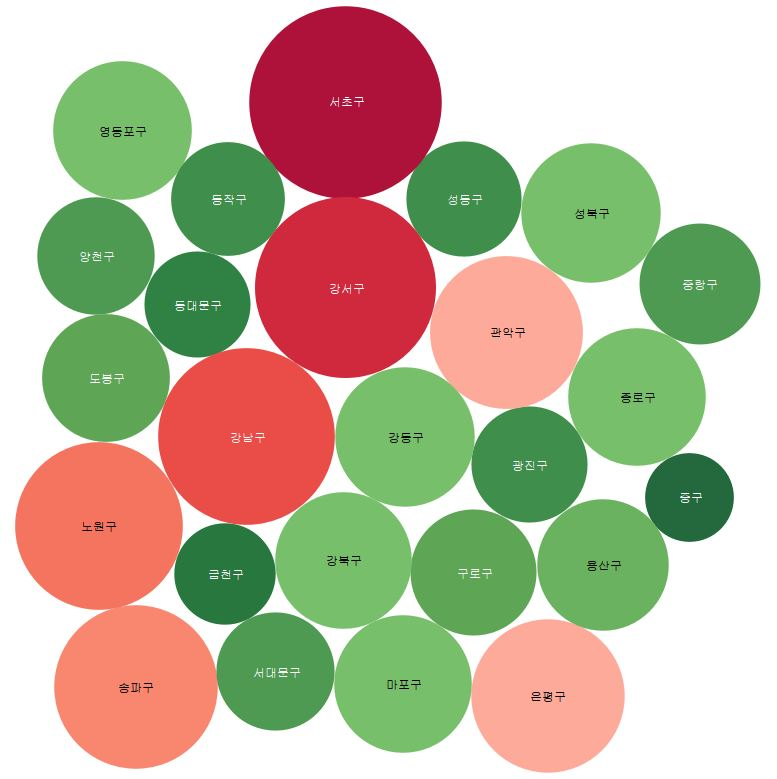 서초구
영등포구
동작구
성동구
성북구
양천구
강서구
중랑구
동대문구
관악구
도봉구
종로구
강남구
강동구
광진구
중구
노원구
강북구
용산구
금천구
구로구
서대문구
마포구
송파구
은평구